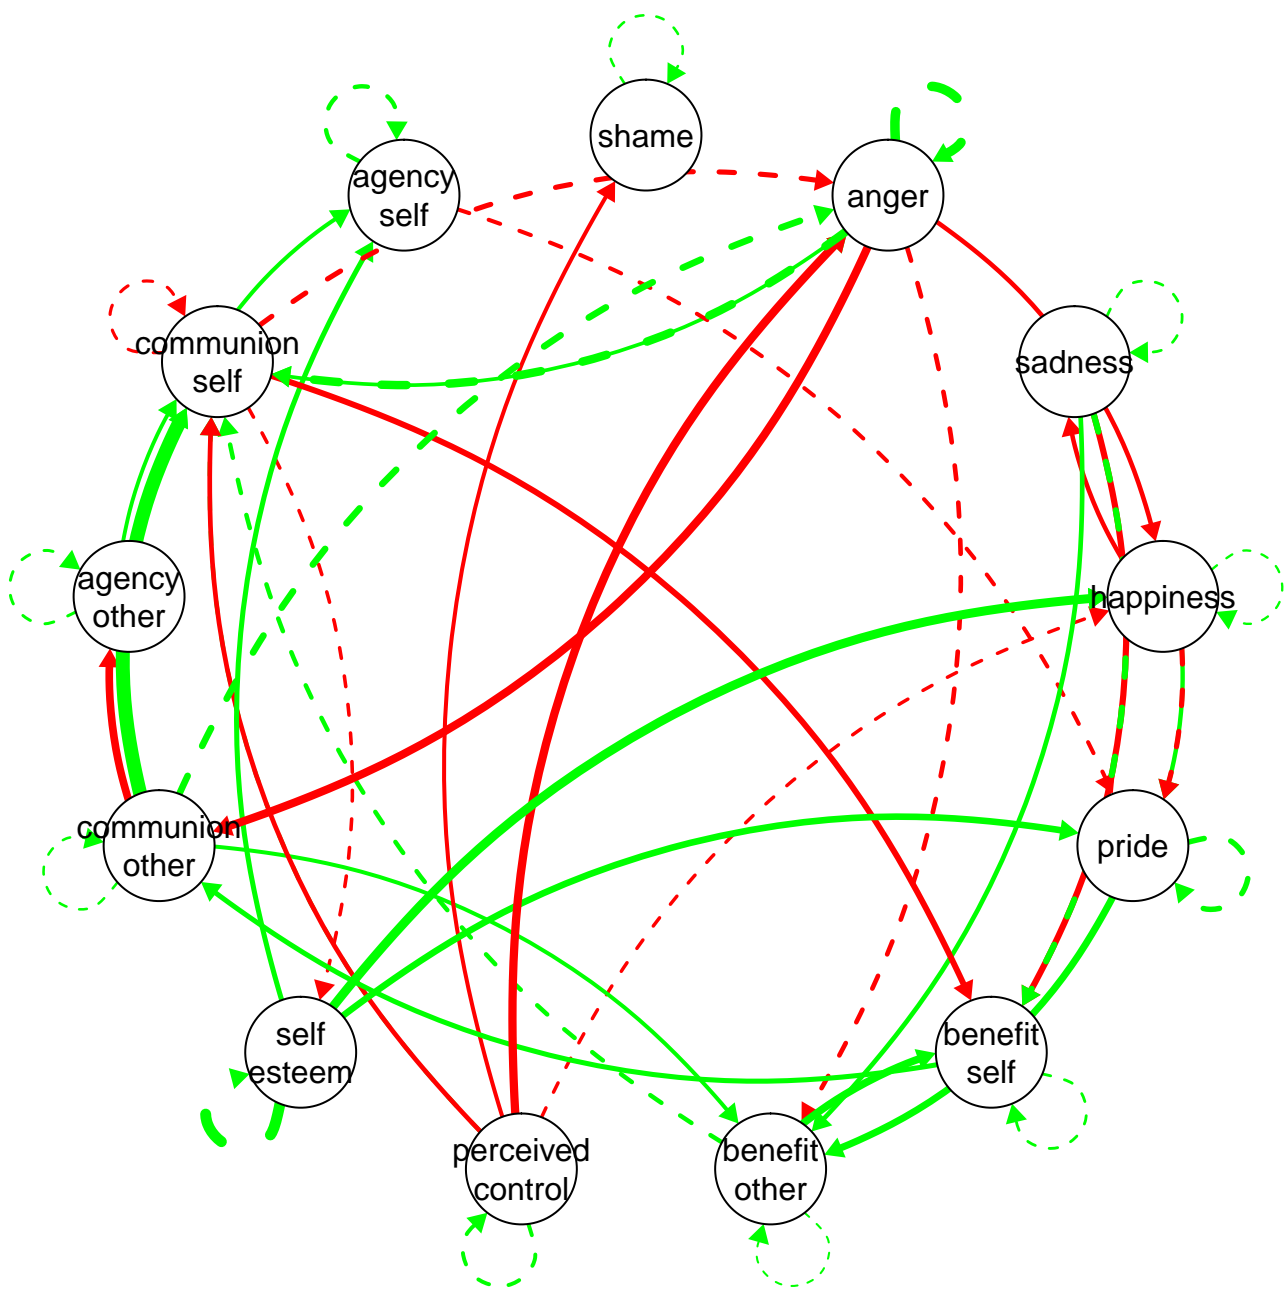 shame
agency
self
anger
communion
self
sadness
agency
other
happiness
communion
other
pride
self
esteem
benefit
self
perceived
control
benefit
other